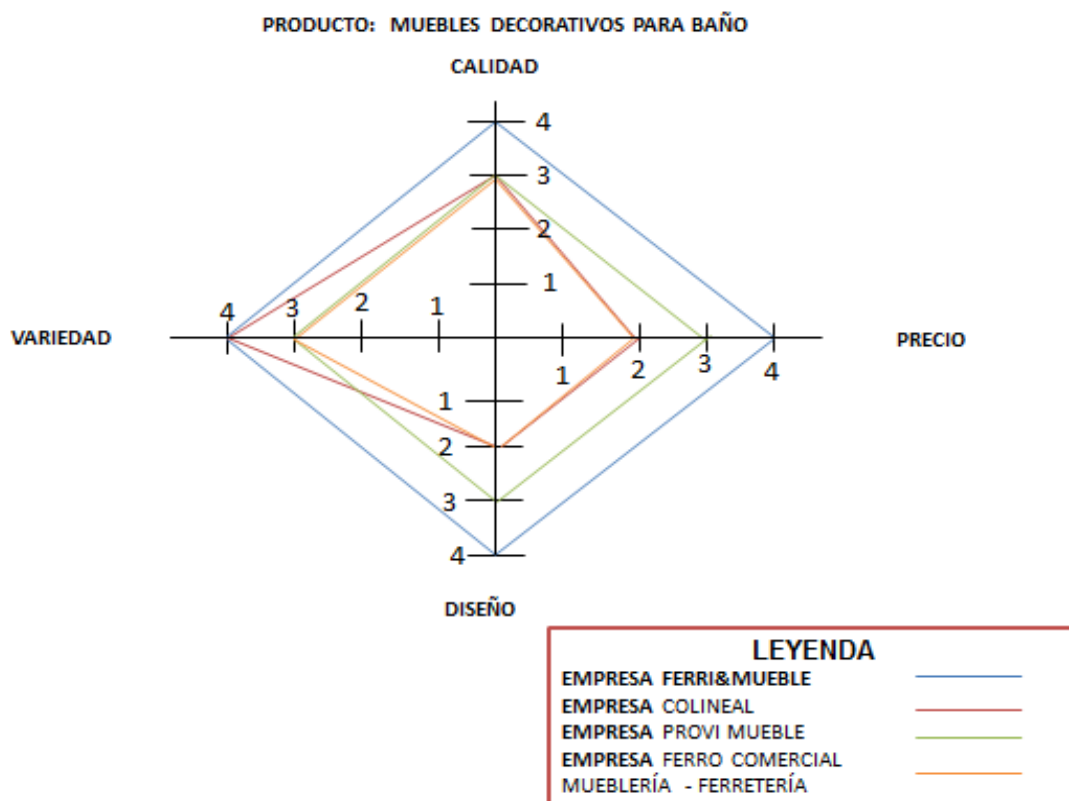 PRODUCTO: MUEBLES DECORATIVOS PARA BAÑO
CALIDAD
4
3
2
1
VARIEDAD
4 3 2 1
1 2 3 4
PRECIO
1
2
3
4
DISEÑO
LEYENDA
EMPRESA FERRI&MUEBLE
EMPRESA COLINEAL
EMPRESA PROVI MUEBLE
EMPRESA FERRO COMERCIAL
MUEBLERÍA - FERRETERÍA